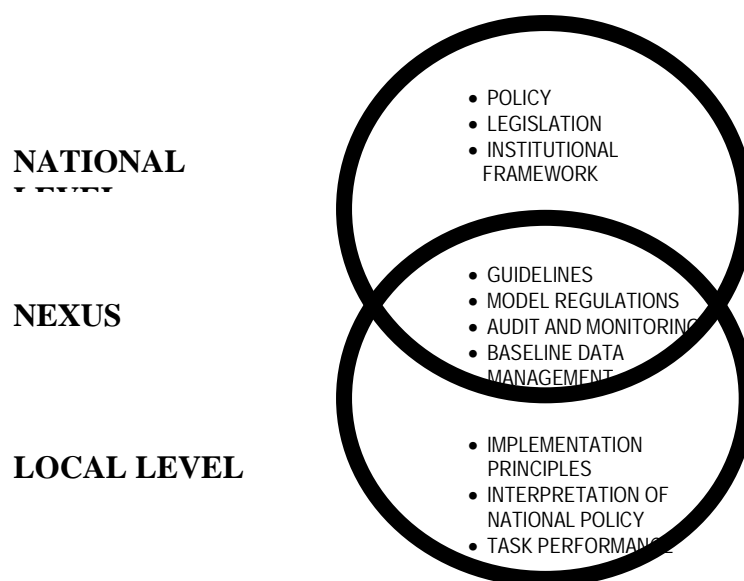 • POLICY
• LEGISLATION
• INSTITUTIONAL
FRAMEWORK
NATIONAL
LEVEL
• GUIDELINES
• MODEL REGULATIONS
• AUDIT AND MONITORING
• BASELINE DATA
MANAGEMENT
NEXUS
• IMPLEMENTATION
PRINCIPLES
• INTERPRETATION OF
NATIONAL POLICY
• TASK PERFORMANCE
LOCAL LEVEL